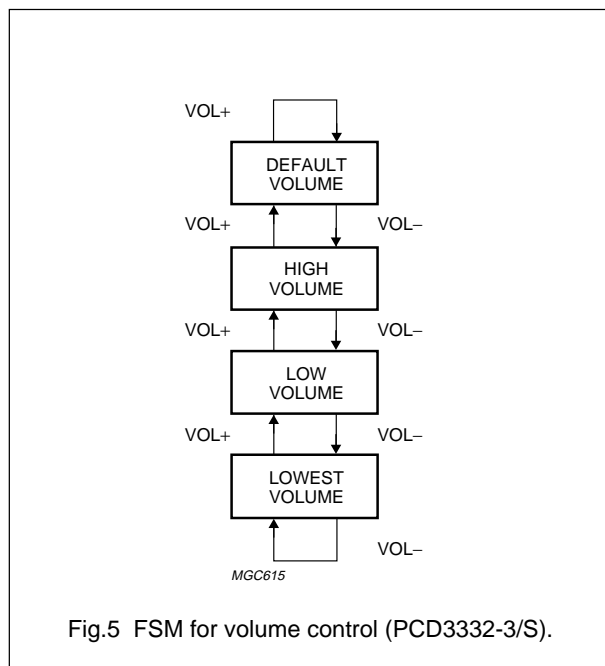 VOL+
DEFAULT
VOLUME
VOL+ VOL−
HIGH
VOLUME
VOL+ VOL−
LOW
VOLUME
VOL+ VOL−
LOWEST
VOLUME
VOL−
MGC615
Fig.5 FSM for volume control (PCD3332-3/S).